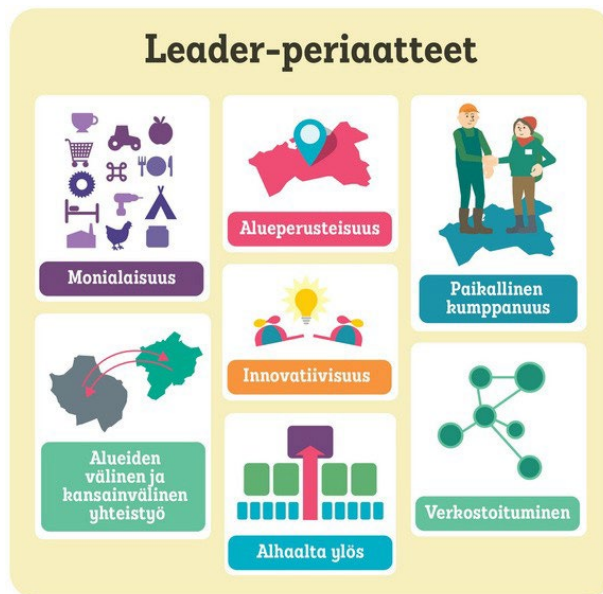 Leader-periaatteet
Monialaisuus
Alueperusteisuus
Paikallinen
kumppanuus
Innovatiivisuus
Alueiden
välinen ja
kansainvälinen
yhteistyö
Alhaalta ylös
Verkostoituminen